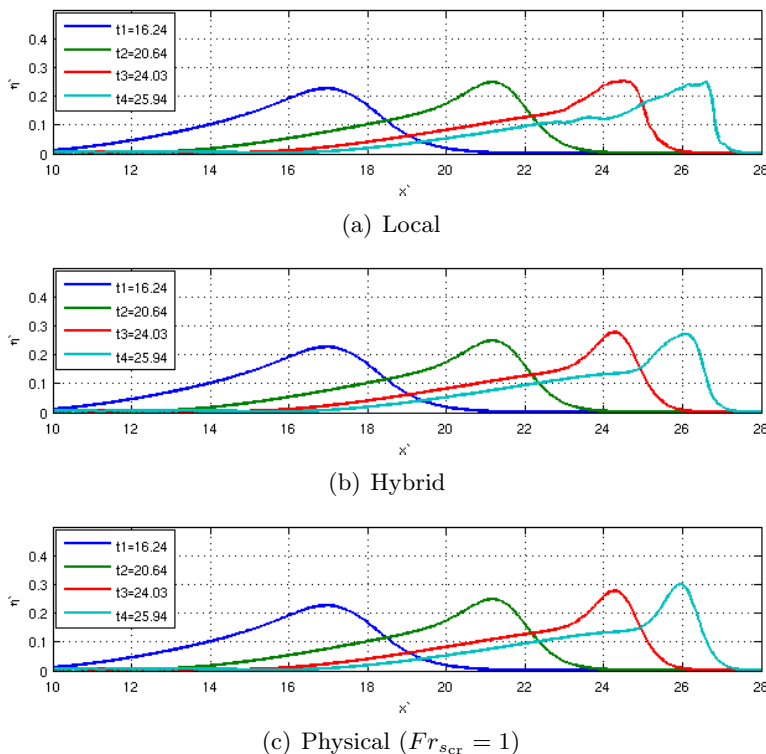 0.4
0.3
0.2
0.1
0
η`
t1=16.24
t2=20.64
t3=24.03
t4=25.94
10 12 14 16 18 20 22 24 26 28
x`
(a) Local
0.4
0.3
0.2
0.1
0
η`
t1=16.24
t2=20.64
t3=24.03
t4=25.94
10 12 14 16 18 20 22 24 26 28
x`
(b) Hybrid
0.4
0.3
0.2
0.1
0
η`
t1=16.24
t2=20.64
t3=24.03
t4=25.94
10 12 14 16 18 20 22 24 26 28
x`
(c) Physical (Fr_{s_{cr}} = 1)